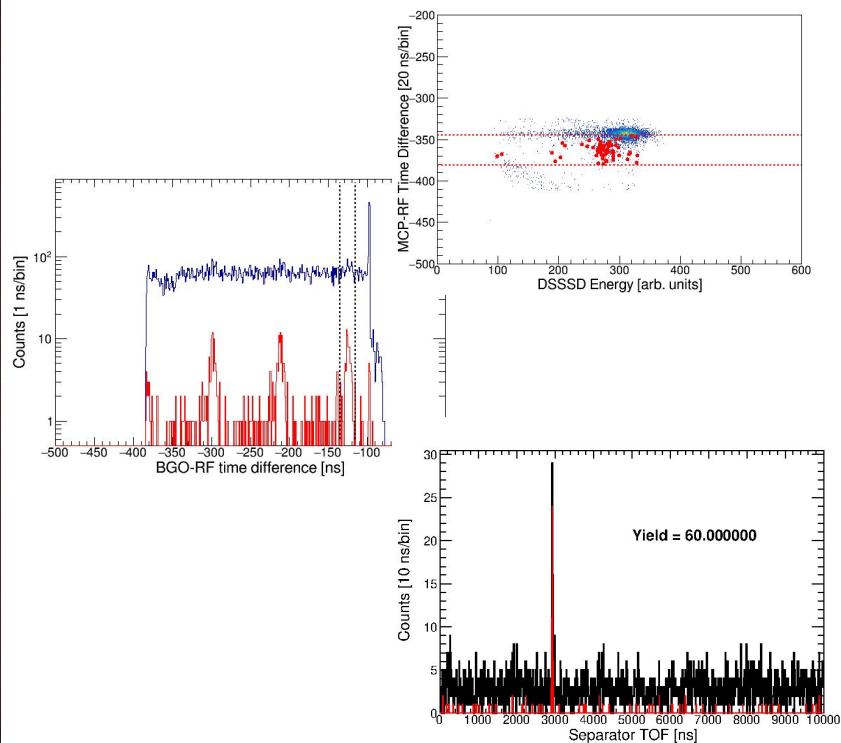 −200
−250
−300
−350
−400
−450
−500
MCP-RF Time Difference [20 ns/bin]
0 100 200 300 400 500 600
DSSSD Energy [arb. units]
10²
10
1
Counts [1 ns/bin]
−500 −450 −400 −350 −300 −250 −200 −150 −100
BGO-RF time difference [ns]
30
25
20
15
10
5
0
Counts [10 ns/bin]
Yield = 60.000000
0 1000 2000 3000 4000 5000 6000 7000 8000 9000 10000
Separator TOF [ns]